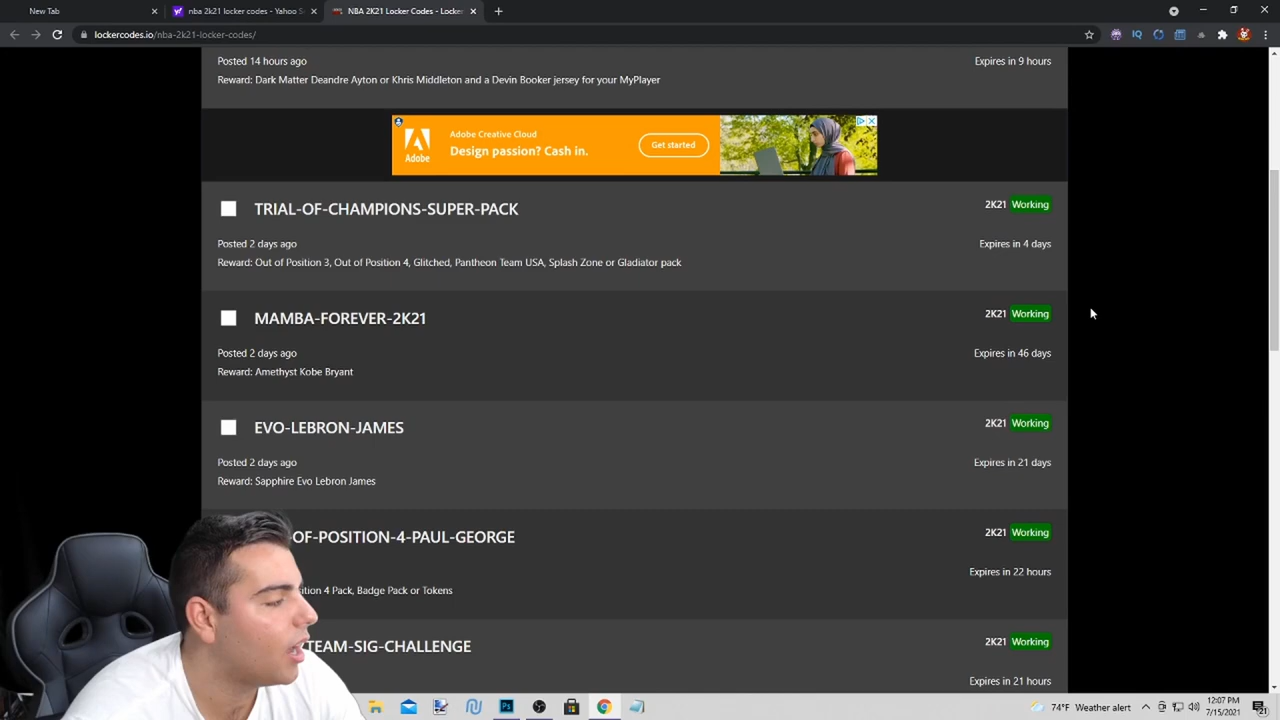 New Tab
nba 2k21 locker codes - Yahoo S
NBA 2K21 Locker Codes - Locker
lockercodes.io/nba-2k21-locker-codes/
Posted 14 hours ago
Expires in 9 hours
Reward: Dark Matter Deandre Ayton or Khris Middleton and a Devin Booker jersey for your MyPlayer
Adobe
Adobe Creative Cloud
Design passion? Cash in.
Get started
TRIAL-OF-CHAMPIONS-SUPER-PACK
2K21 Working
Posted 2 days ago
Expires in 4 days
Reward: Out of Position 3, Out of Position 4, Glitched, Pantheon Team USA, Splash Zone or Gladiator pack
MAMBA-FOREVER-2K21
2K21 Working
Posted 2 days ago
Expires in 46 days
Reward: Amethyst Kobe Bryant
EVO-LEBRON-JAMES
2K21 Working
Posted 2 days ago
Expires in 21 days
Reward: Sapphire Evo Lebron James
OF-POSITION-4-PAUL-GEORGE
2K21 Working
Expires in 22 hours
ition 4 Pack, Badge Pack or Tokens
TEAM-SIG-CHALLENGE
2K21 Working
Expires in 21 hours
Ps
74°F Weather alert
12:07 PM
7/15/2021